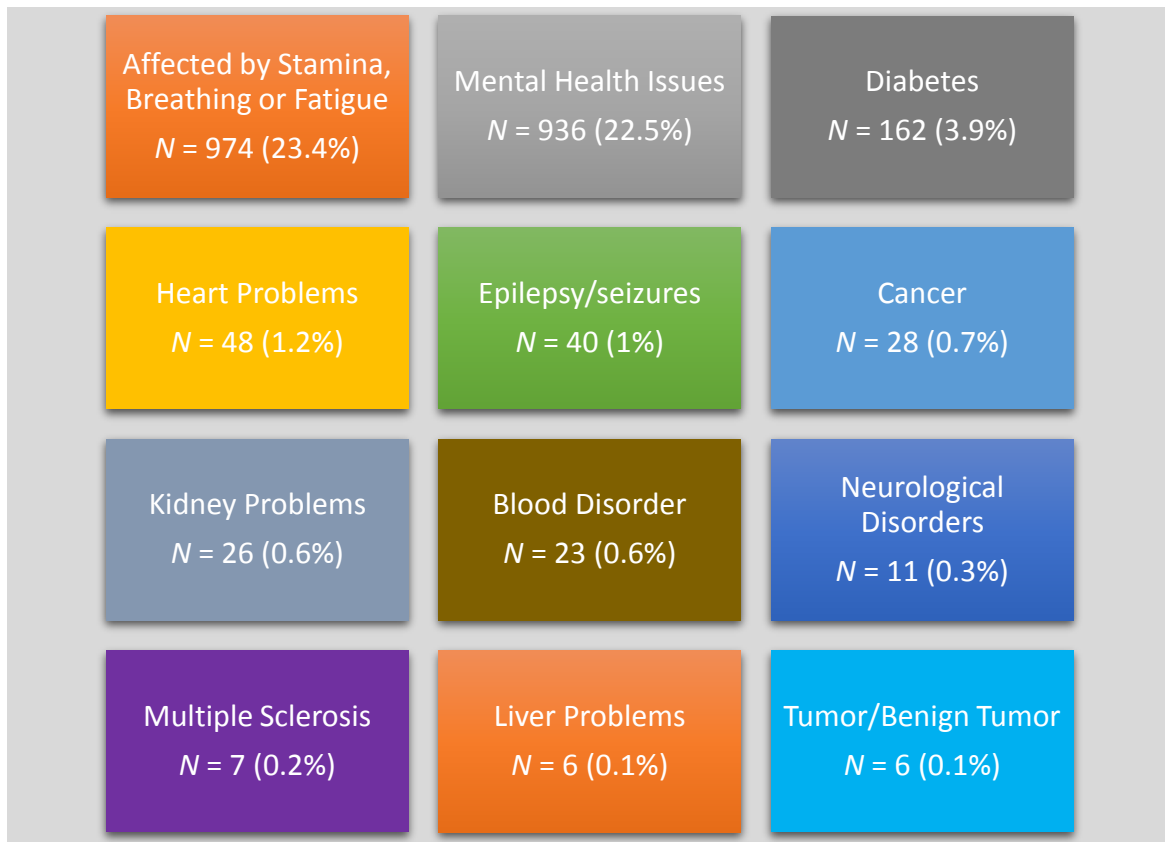 Affected by Stamina,
Breathing or Fatigue
N = 974 (23.4%)
Mental Health Issues
N = 936 (22.5%)
Diabetes
N = 162 (3.9%)
Heart Problems
N = 48 (1.2%)
Epilepsy/seizures
N = 40 (1%)
Cancer
N = 28 (0.7%)
Kidney Problems
N = 26 (0.6%)
Blood Disorder
N = 23 (0.6%)
Neurological
Disorders
N = 11 (0.3%)
Multiple Sclerosis
N = 7 (0.2%)
Liver Problems
N = 6 (0.1%)
Tumor/Benign Tumor
N = 6 (0.1%)